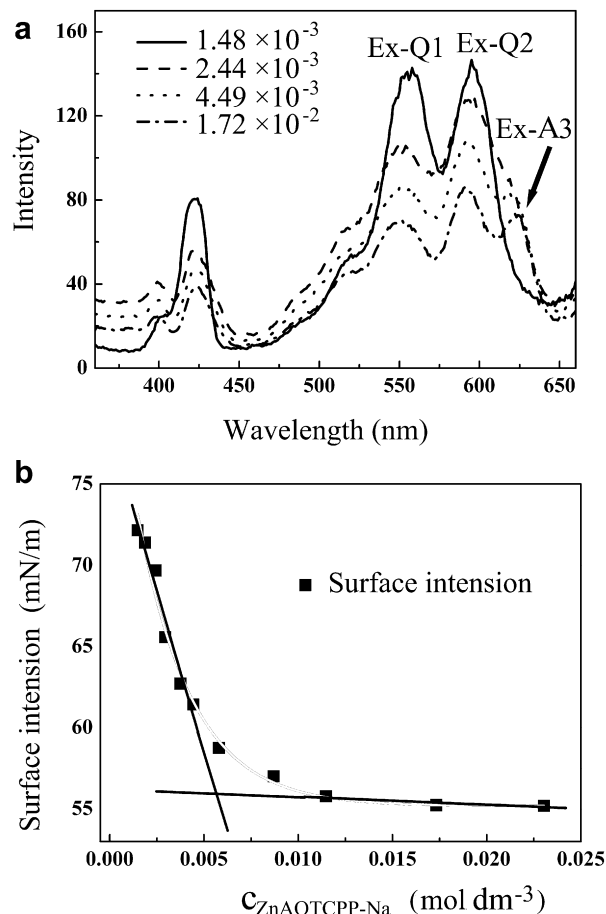 a
160
120
80
40
0
Intensity
1.48 ×10⁻³
2.44 ×10⁻³
4.49 ×10⁻³
1.72 ×10⁻²
Ex-Q1
Ex-Q2
Ex-A3
400 450 500 550 600 650
Wavelength (nm)
b
75
70
65
60
55
50
Surface intension (mN/m)
Surface intension
0.000 0.005 0.010 0.015 0.020 0.025
c_ZnAOTCPP-Na (mol dm⁻³)